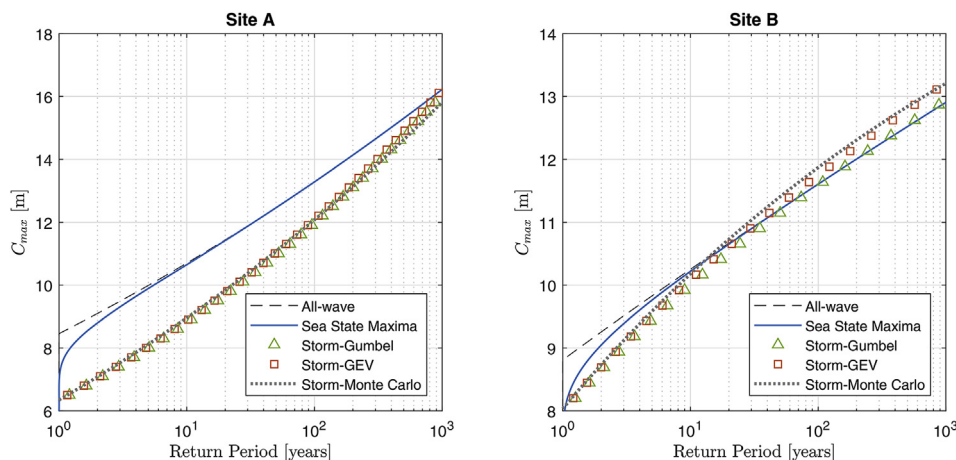 Site A
18
16
14
12
10
8
6
C_max [m]
10^0 10^1 10^2 10^3
Return Period [years]
All-wave
Sea State Maxima
Storm-Gumbel
Storm-GEV
Storm-Monte Carlo
Site B
14
13
12
11
10
9
8
C_max [m]
10^0 10^1 10^2 10^3
Return Period [years]
All-wave
Sea State Maxima
Storm-Gumbel
Storm-GEV
Storm-Monte Carlo